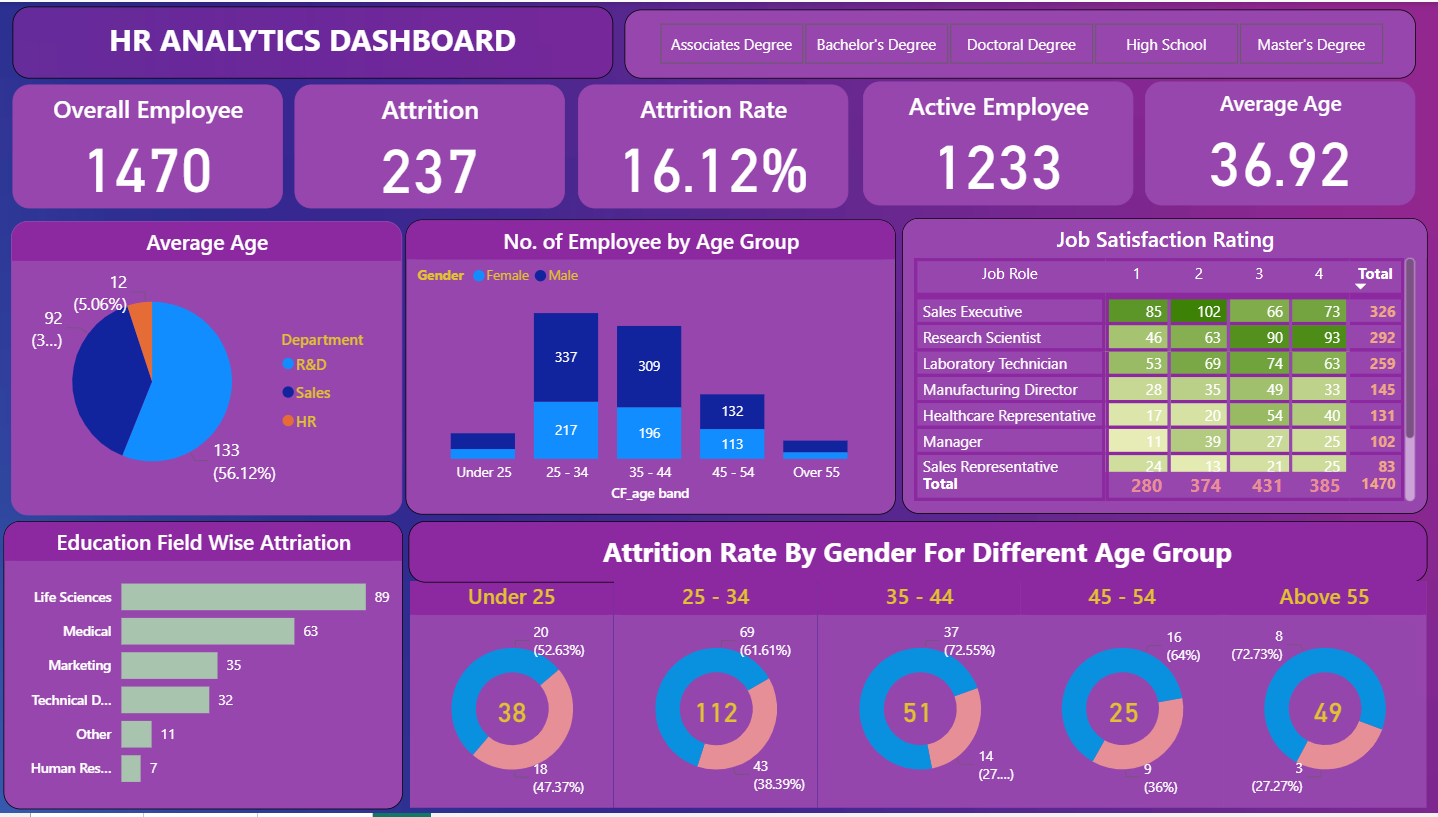 HR ANALYTICS DASHBOARD
Associates Degree
Bachelor's Degree
Doctoral Degree
High School
Master's Degree
Overall Employee
1470
Attrition
237
Attrition Rate
16.12%
Active Employee
1233
Average Age
36.92
Average Age
12
(5.06%)
92
(3...)
133
(56.12%)
Department
R&D
Sales
HR
No. of Employee by Age Group
Gender Female Male
337
309
217
196
132
113
Under 25
25 - 34
35 - 44
45 - 54
Over 55
CF_age band
Job Satisfaction Rating
Job Role 1 2 3 4 Total
Sales Executive 85 102 66 73 326
Research Scientist 46 63 90 93 292
Laboratory Technician 53 69 74 63 259
Manufacturing Director 28 35 49 33 145
Healthcare Representative 17 20 54 40 131
Manager 11 39 27 25 102
Sales Representative 24 13 21 25 83
Total 280 374 431 385 1470
Education Field Wise Attriation
Life Sciences 89
Medical 63
Marketing 35
Technical D... 32
Other 11
Human Res... 7
Attrition Rate By Gender For Different Age Group
Under 25
20
(52.63%)
38
18
(47.37%)
25 - 34
69
(61.61%)
112
43
(38.39%)
35 - 44
37
(72.55%)
51
14
(27....)
45 - 54
16
(64%)
25
9
(36%)
Above 55
8
(72.73%)
49
3
(27.27%)